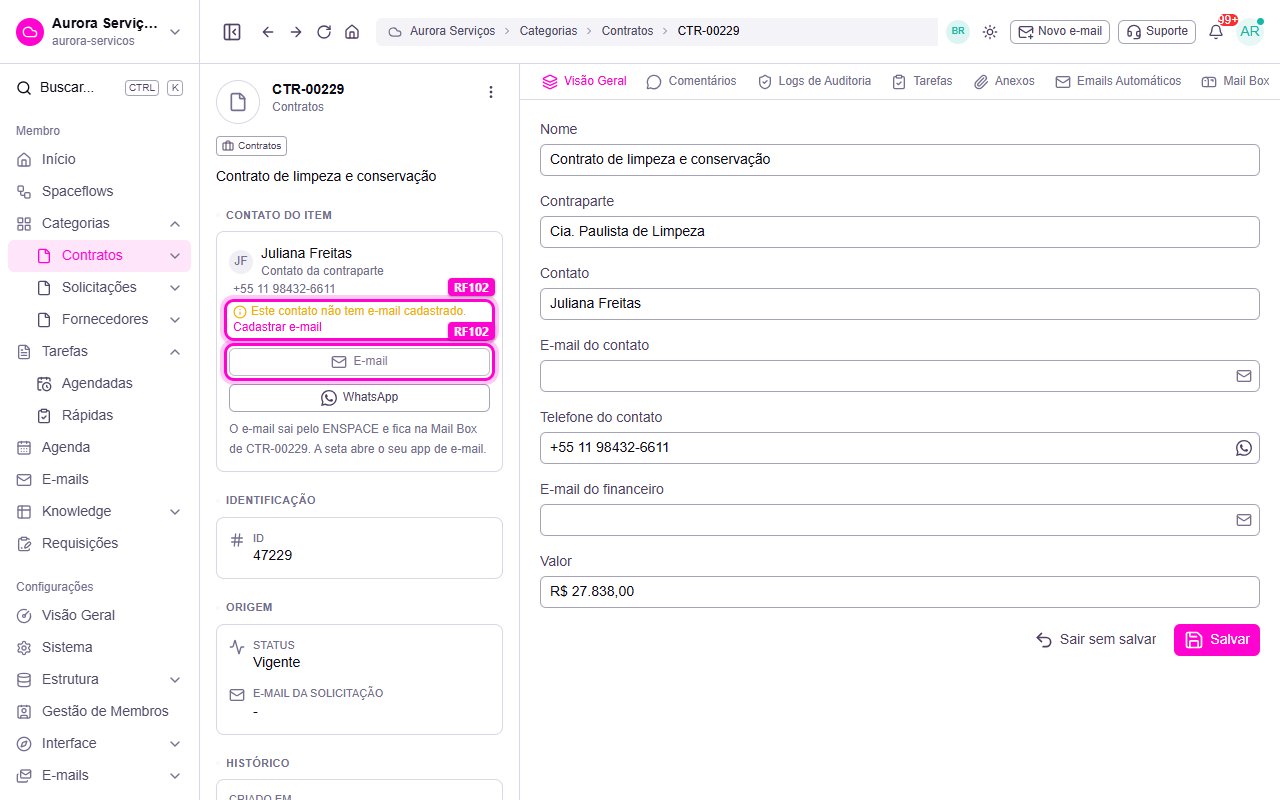 Aurora Serviç...
aurora-servicos
Aurora Serviços
Categorias
Contratos
CTR-00229
BR
Novo e-mail
Suporte
99+
AR
Buscar...
CTRL
K
Membro
Início
Spaceflows
Categorias
Contratos
Solicitações
Fornecedores
Tarefas
Agendadas
Rápidas
Agenda
E-mails
Knowledge
Requisições
Configurações
Visão Geral
Sistema
Estrutura
Gestão de Membros
Interface
E-mails
CTR-00229
Contratos
Contratos
Contrato de limpeza e conservação
CONTATO DO ITEM
JF
Juliana Freitas
Contato da contraparte
+55 11 98432-6611
RF102
Este contato não tem e-mail cadastrado.
Cadastrar e-mail
RF102
E-mail
WhatsApp
O e-mail sai pelo ENSPACE e fica na Mail Box
de CTR-00229. A seta abre o seu app de e-mail.
IDENTIFICAÇÃO
ID
47229
ORIGEM
STATUS
Vigente
E-MAIL DA SOLICITAÇÃO
-
HISTÓRICO
CRIADO EM
Visão Geral
Comentários
Logs de Auditoria
Tarefas
Anexos
Emails Automáticos
Mail Box
Nome
Contrato de limpeza e conservação
Contraparte
Cia. Paulista de Limpeza
Contato
Juliana Freitas
E-mail do contato
Telefone do contato
+55 11 98432-6611
E-mail do financeiro
Valor
R$ 27.838,00
Sair sem salvar
Salvar